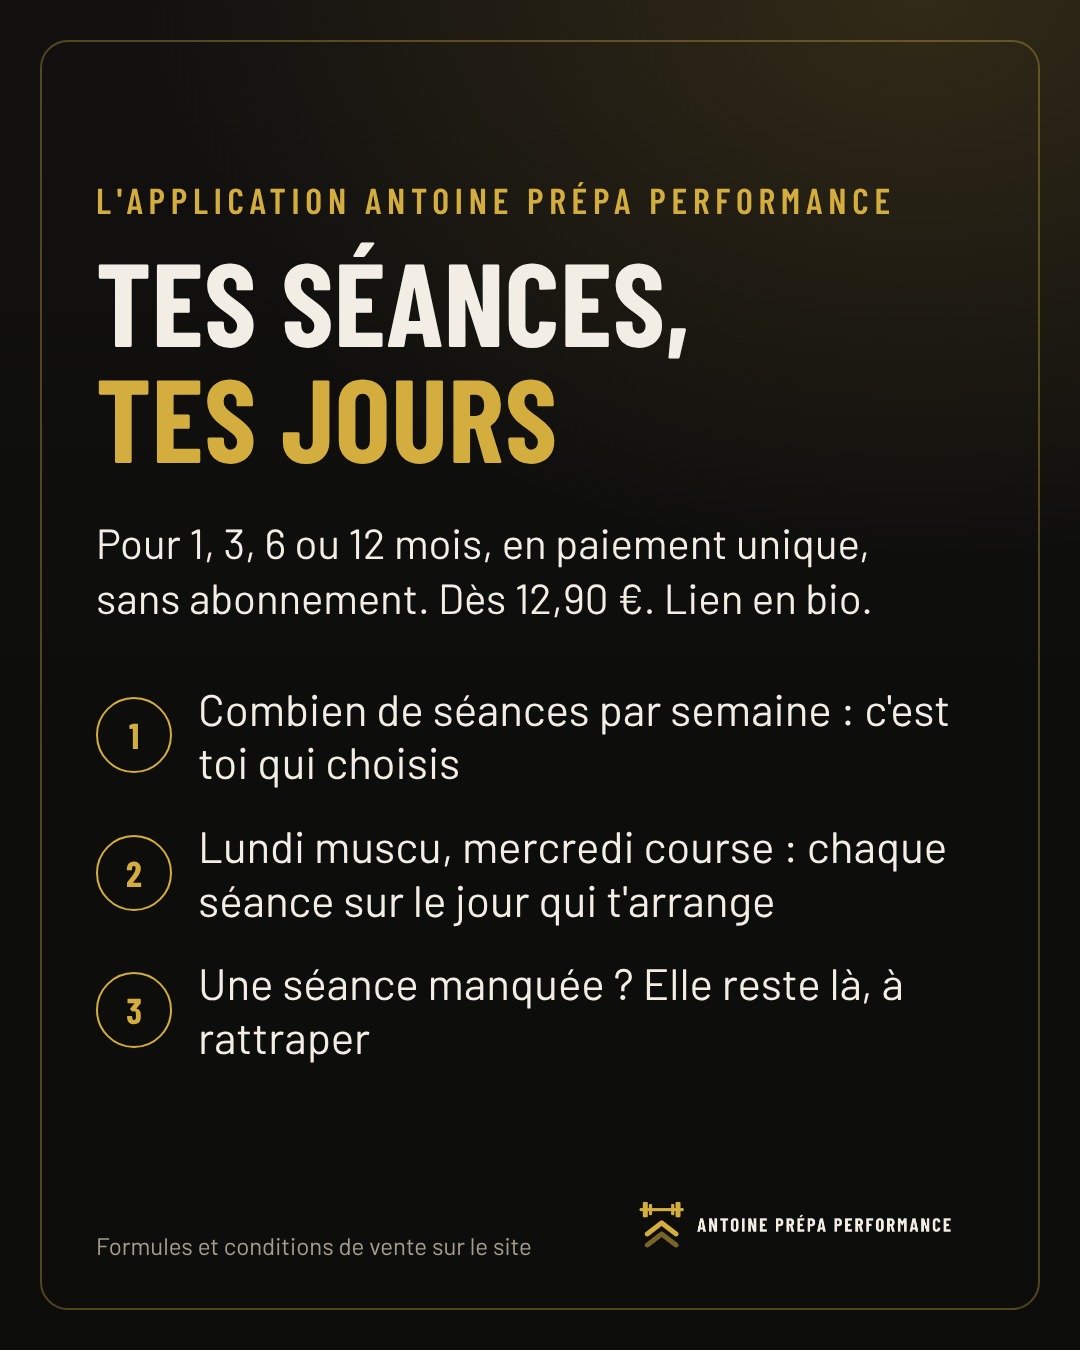 L'APPLICATION ANTOINE PRÉPA PERFORMANCE
TES SÉANCES,
TES JOURS
Pour 1, 3, 6 ou 12 mois, en paiement unique,
sans abonnement. Dès 12,90 €. Lien en bio.
1 Combien de séances par semaine : c'est
toi qui choisis
2 Lundi muscu, mercredi course : chaque
séance sur le jour qui t'arrange
3 Une séance manquée ? Elle reste là, à
rattraper
Formules et conditions de vente sur le site
ANTOINE PRÉPA PERFORMANCE